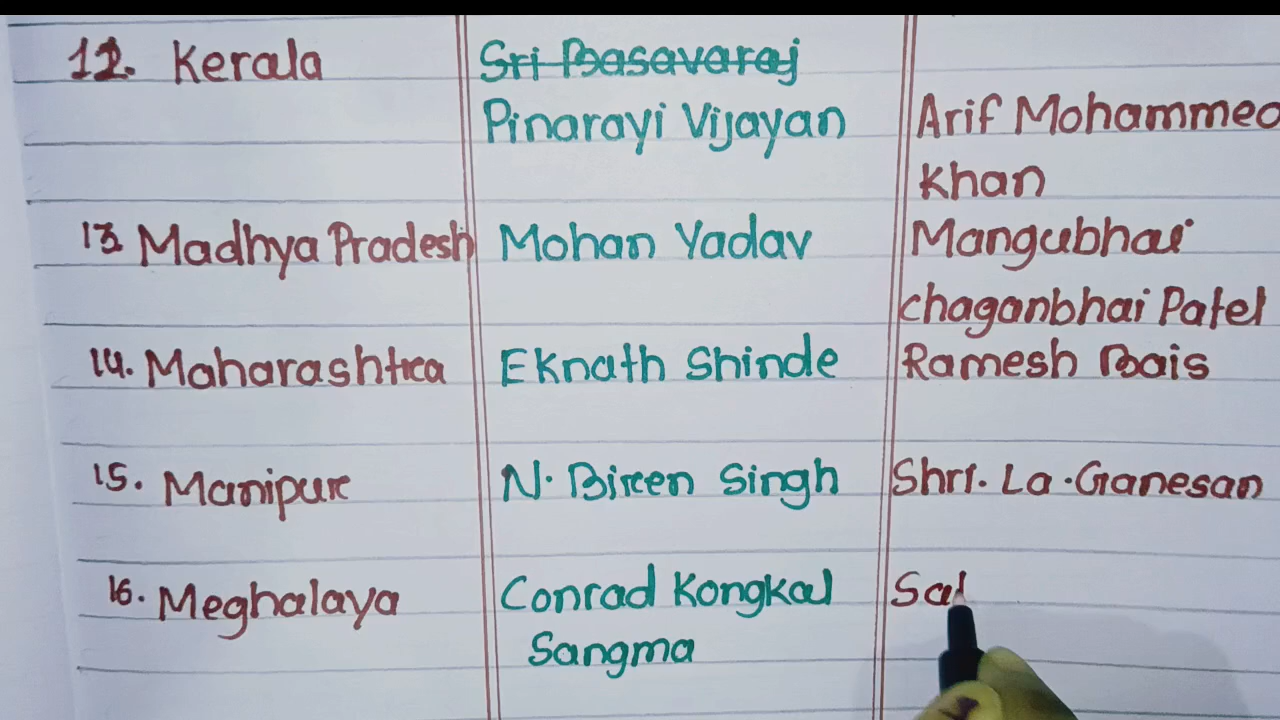 12. Kerala Sri Basavaraj
Pinarayi Vijayan Arif Mohammed
Khan
13. Madhya Pradesh Mohan Yadav Mangubhai
chaganbhai Patel
14. Maharashtra Eknath Shinde Ramesh Bais
15. Manipur N. Biren Singh Shri. La. Ganesan
16. Meghalaya Conrad Kongkal Sal
Sangma